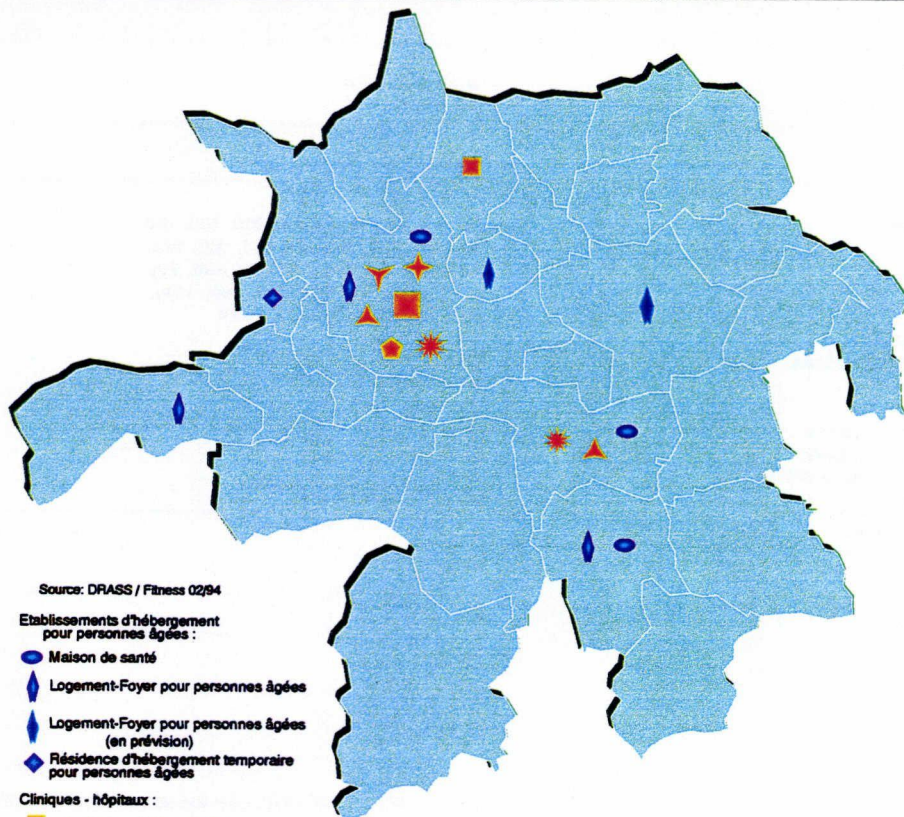 Source: DRASS / Fitness 02/94
Etablissements d'hébergement
pour personnes âgées :
Maison de santé
Logement-Foyer pour personnes âgées
Logement-Foyer pour personnes âgées
(en prévision)
Résidence d'hébergement temporaire
pour personnes âgées
Cliniques - hôpitaux :